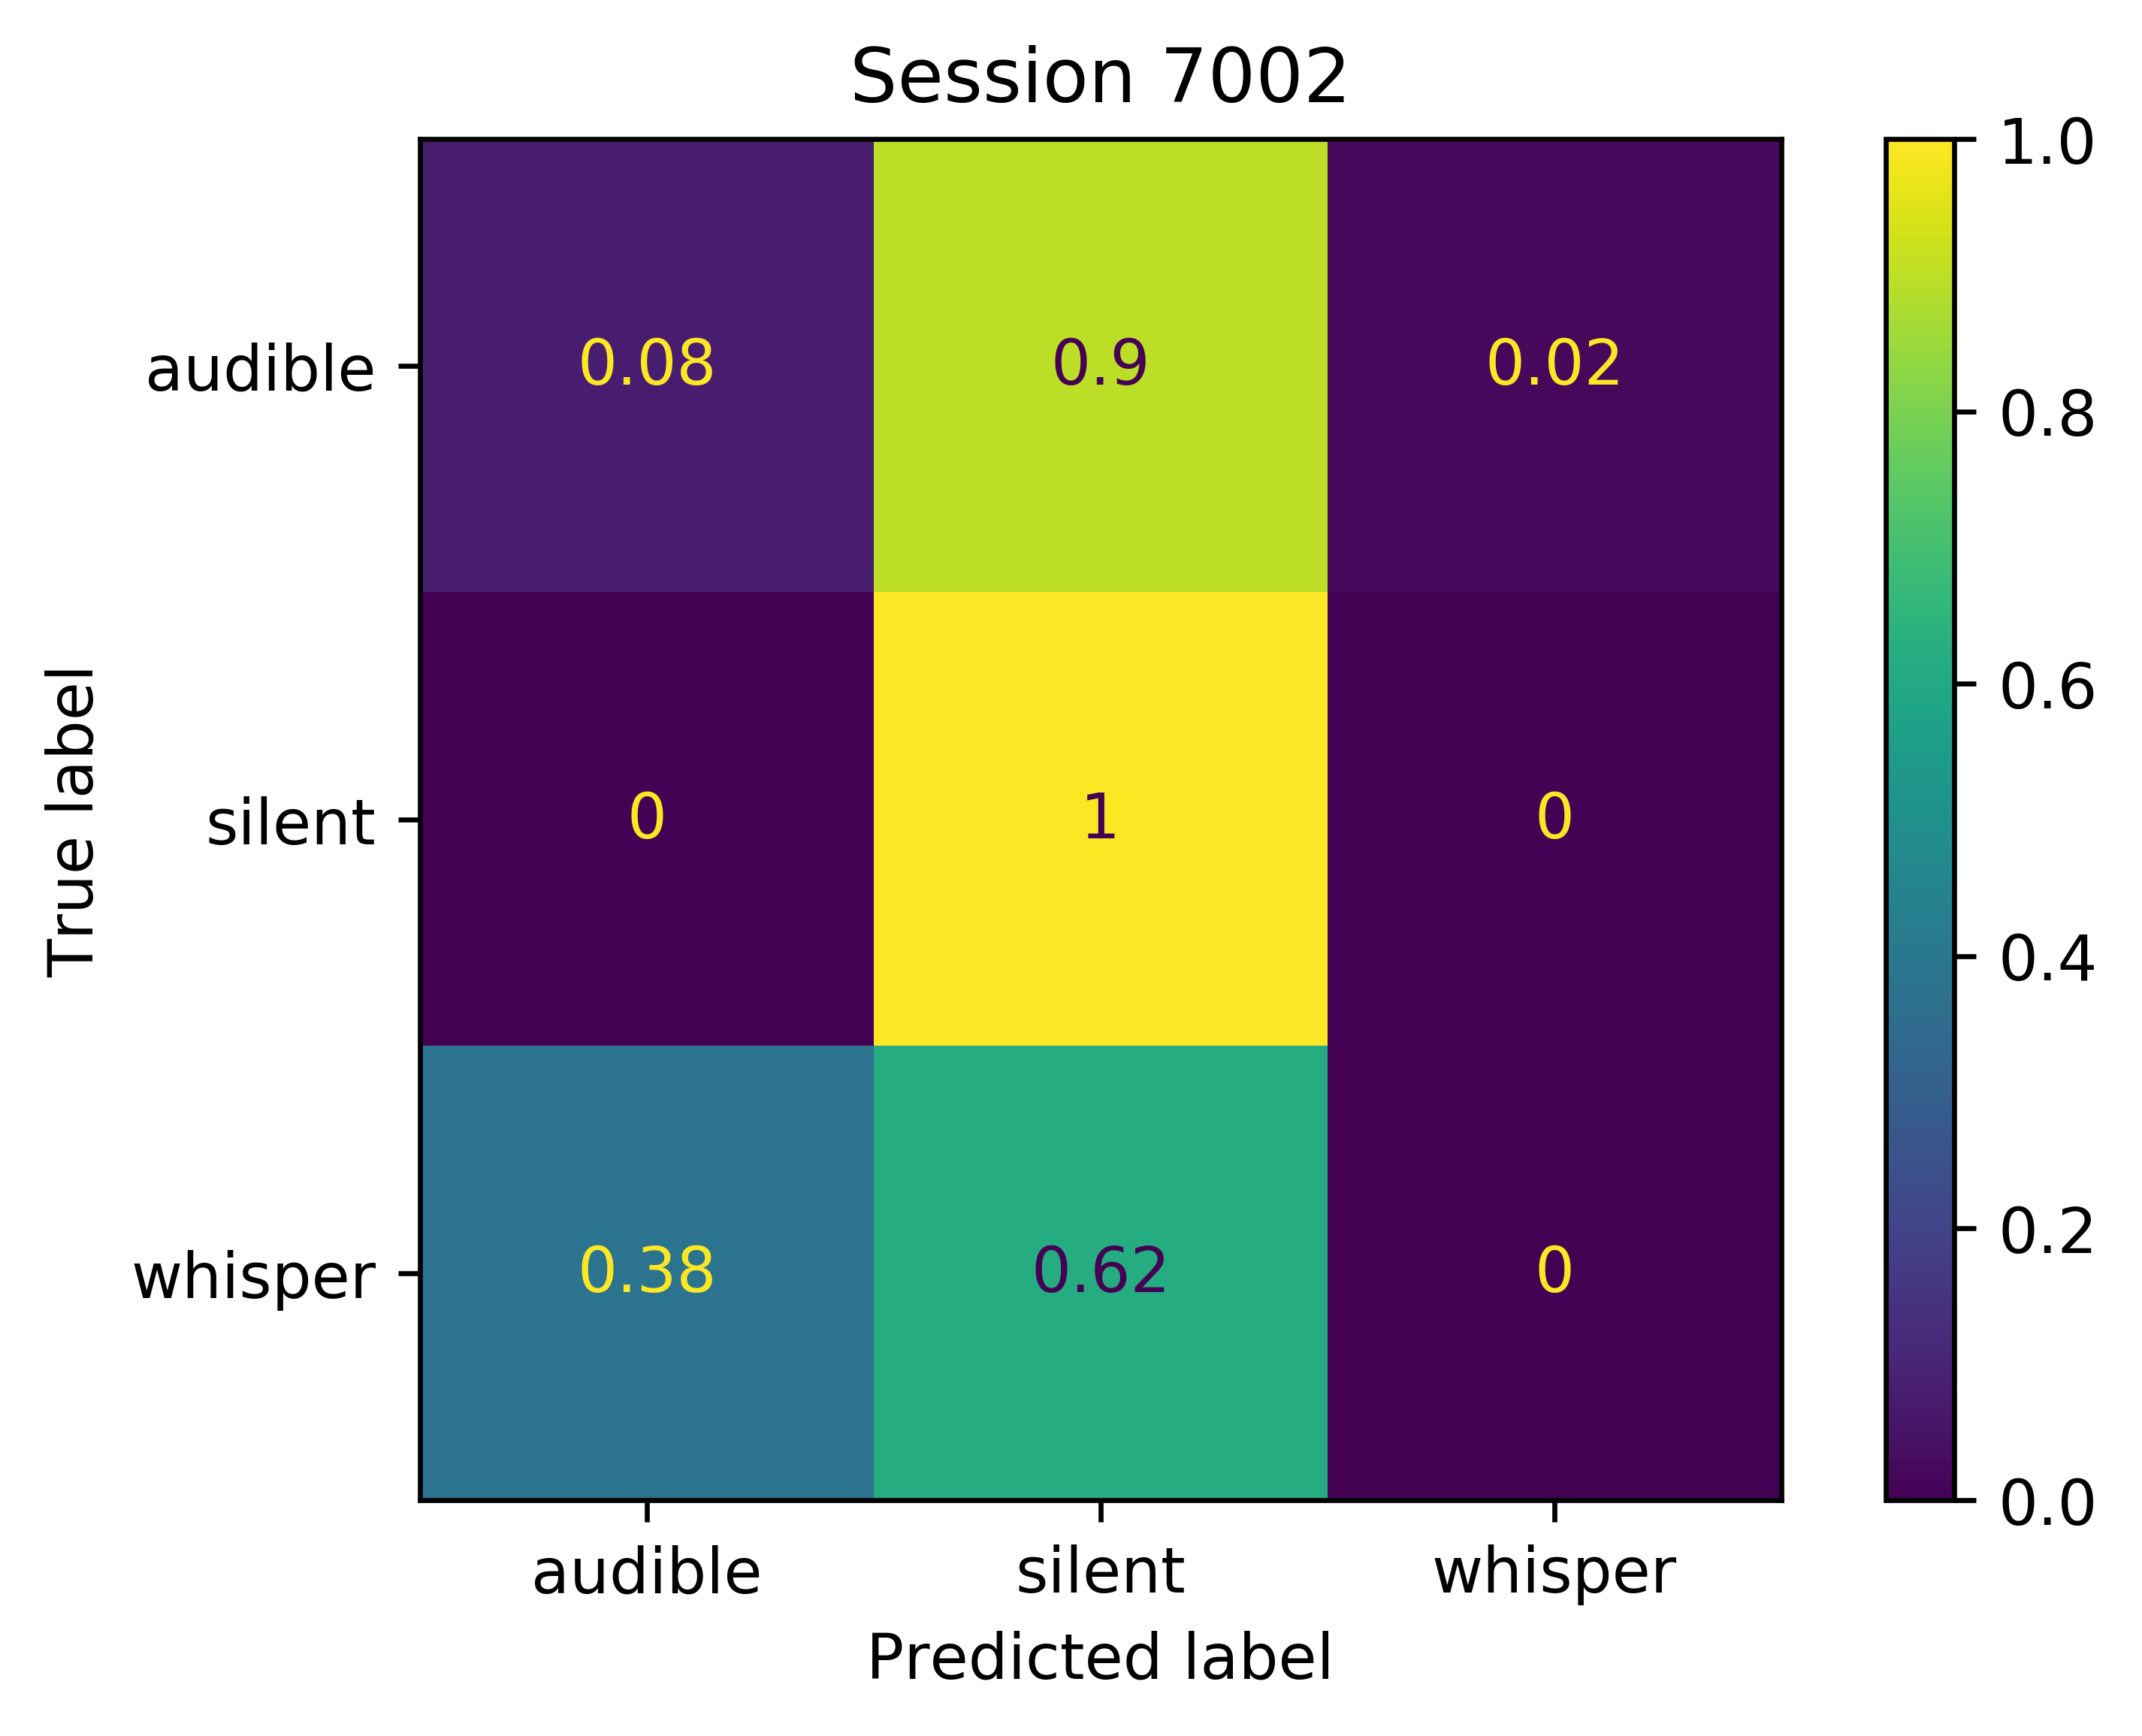 Session 7002
True label
audible
silent
whisper
0.08 0.9 0.02
0 1 0
0.38 0.62 0
audible silent whisper
Predicted label
1.0
0.8
0.6
0.4
0.2
0.0